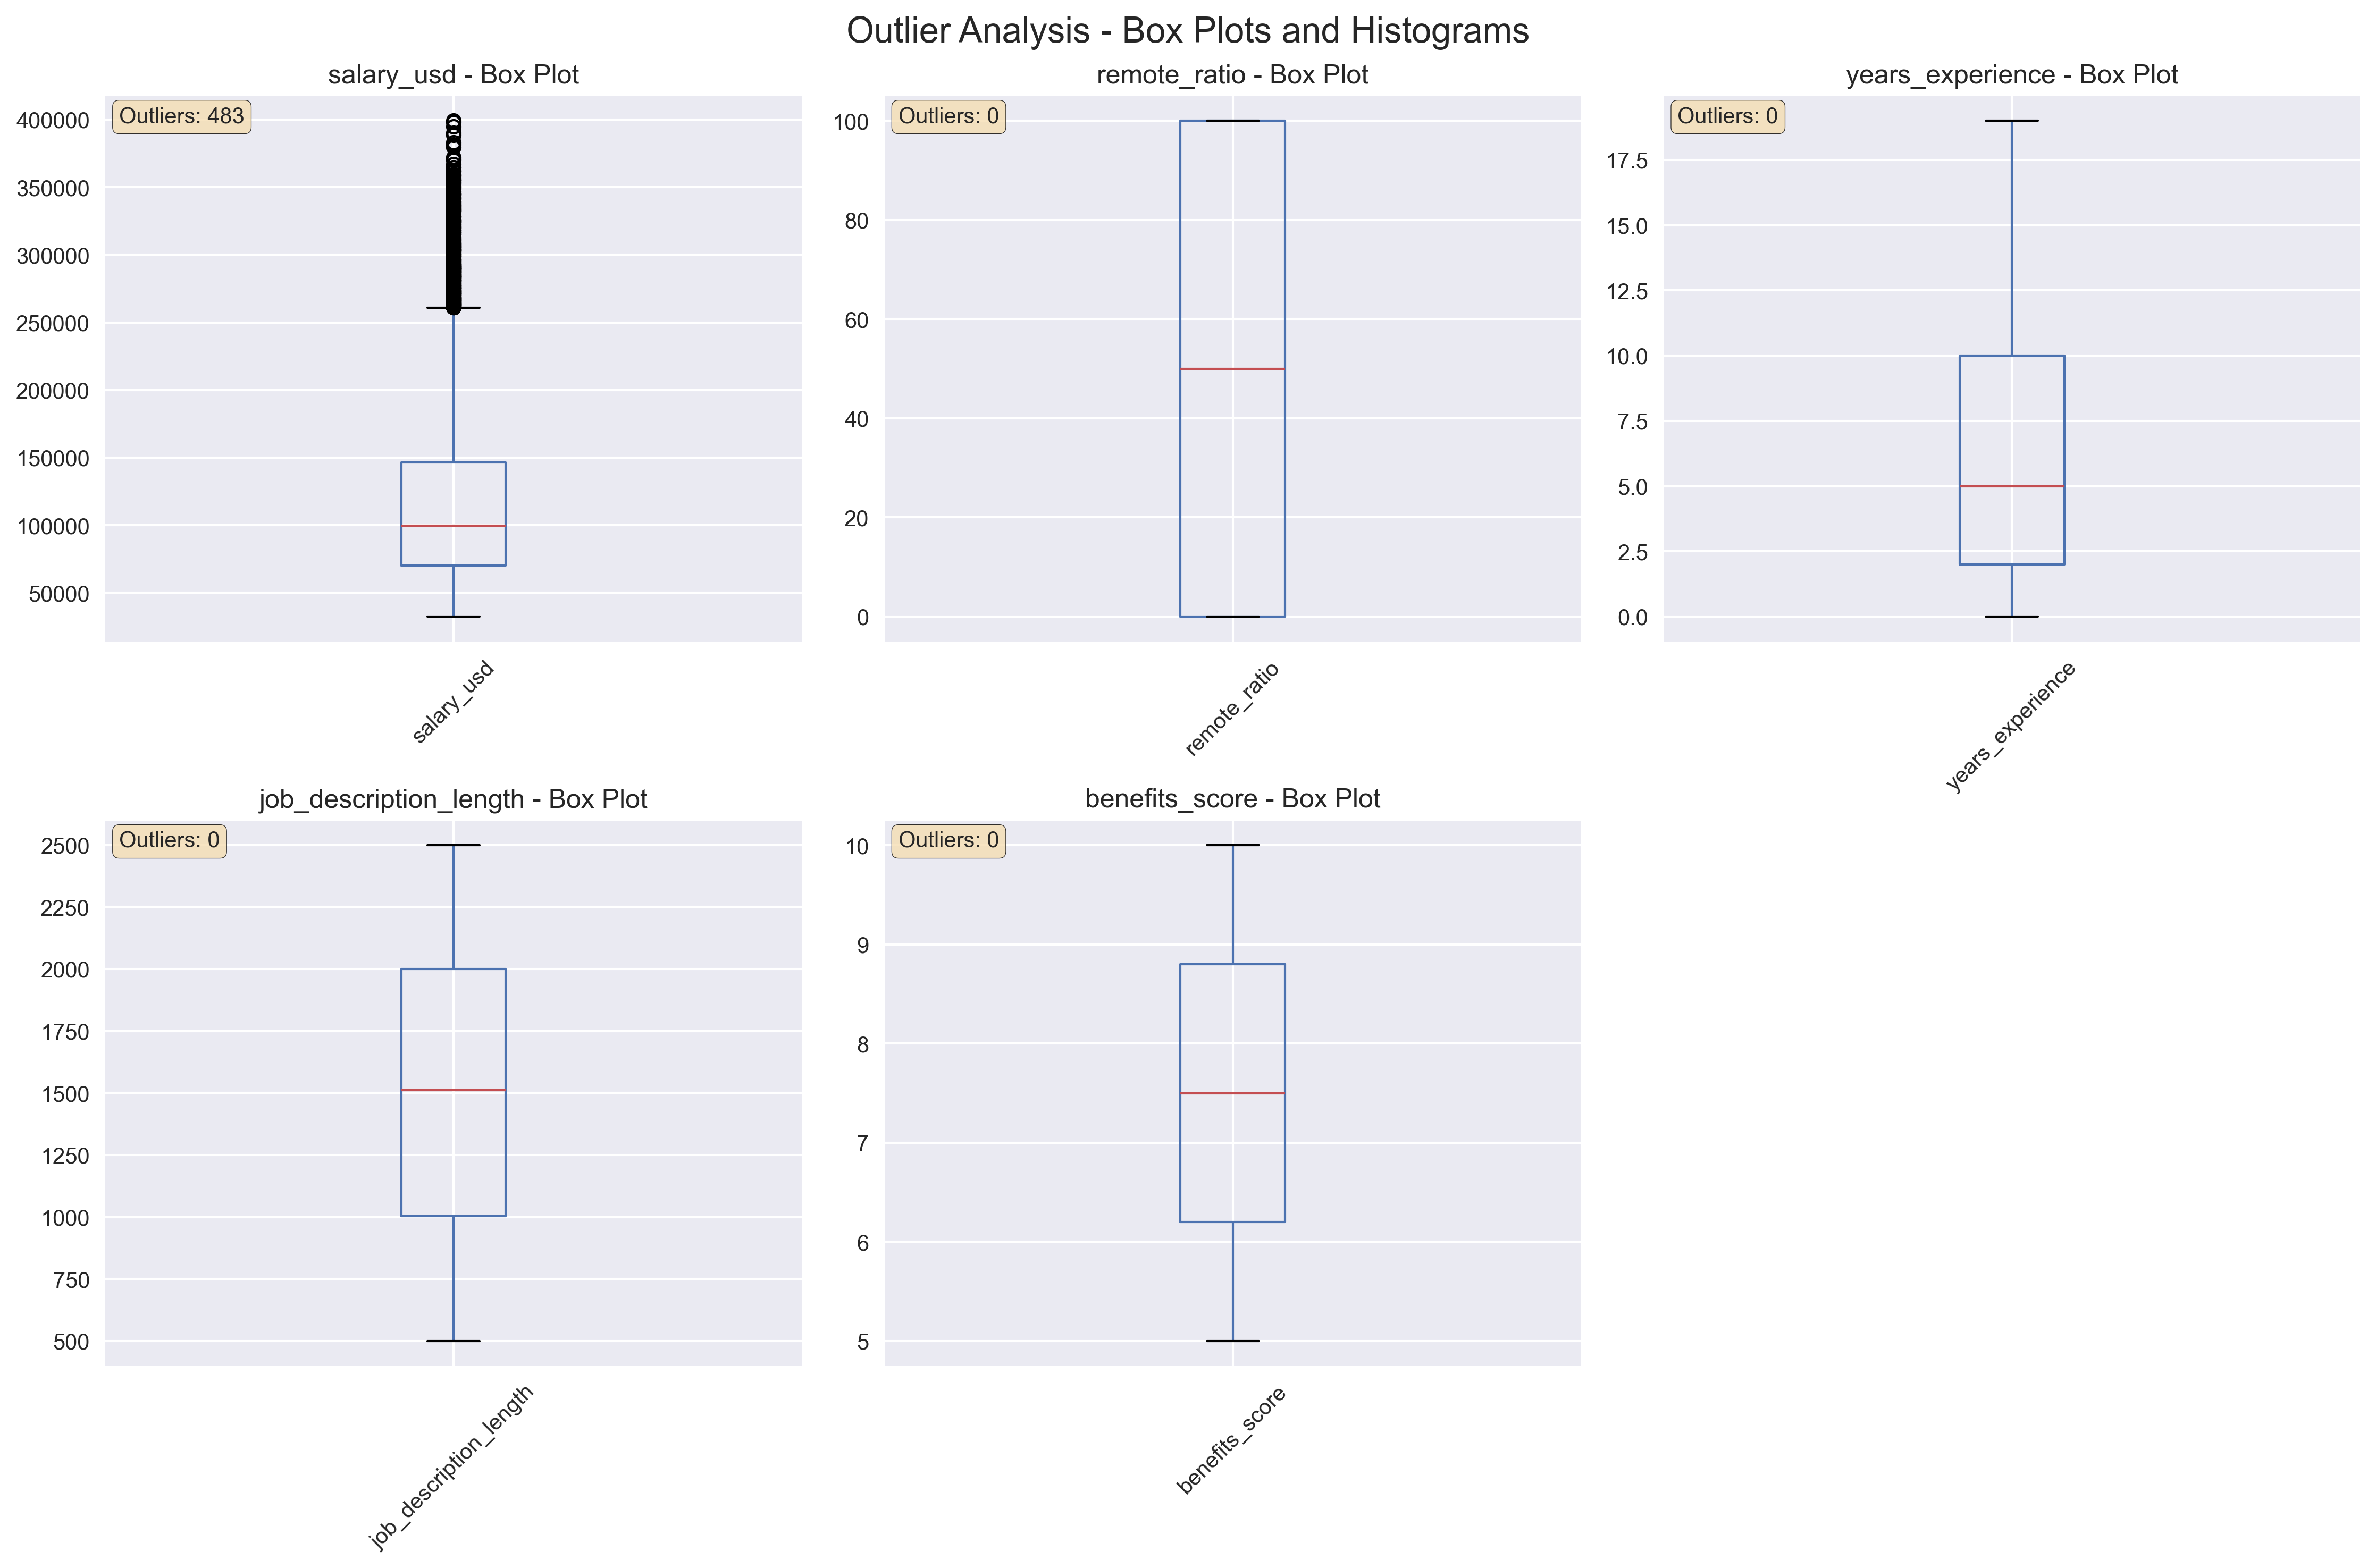 Outlier Analysis - Box Plots and Histograms
salary_usd - Box Plot
Outliers: 483
400000
350000
300000
250000
200000
150000
100000
50000
salary_usd
remote_ratio - Box Plot
Outliers: 0
100
80
60
40
20
0
remote_ratio
years_experience - Box Plot
Outliers: 0
17.5
15.0
12.5
10.0
7.5
5.0
2.5
0.0
years_experience
job_description_length - Box Plot
Outliers: 0
2500
2250
2000
1750
1500
1250
1000
750
500
job_description_length
benefits_score - Box Plot
Outliers: 0
10
9
8
7
6
5
benefits_score